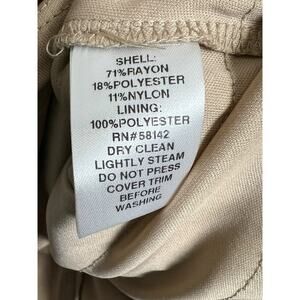 SHELL:
71%RAYON
18%POLYESTER
11%NYLON
LINING:
100%POLYESTER
RN#58142
DRY CLEAN
LIGHTLY STEAM
DO NOT PRESS
COVER TRIM
BEFORE
WASHING